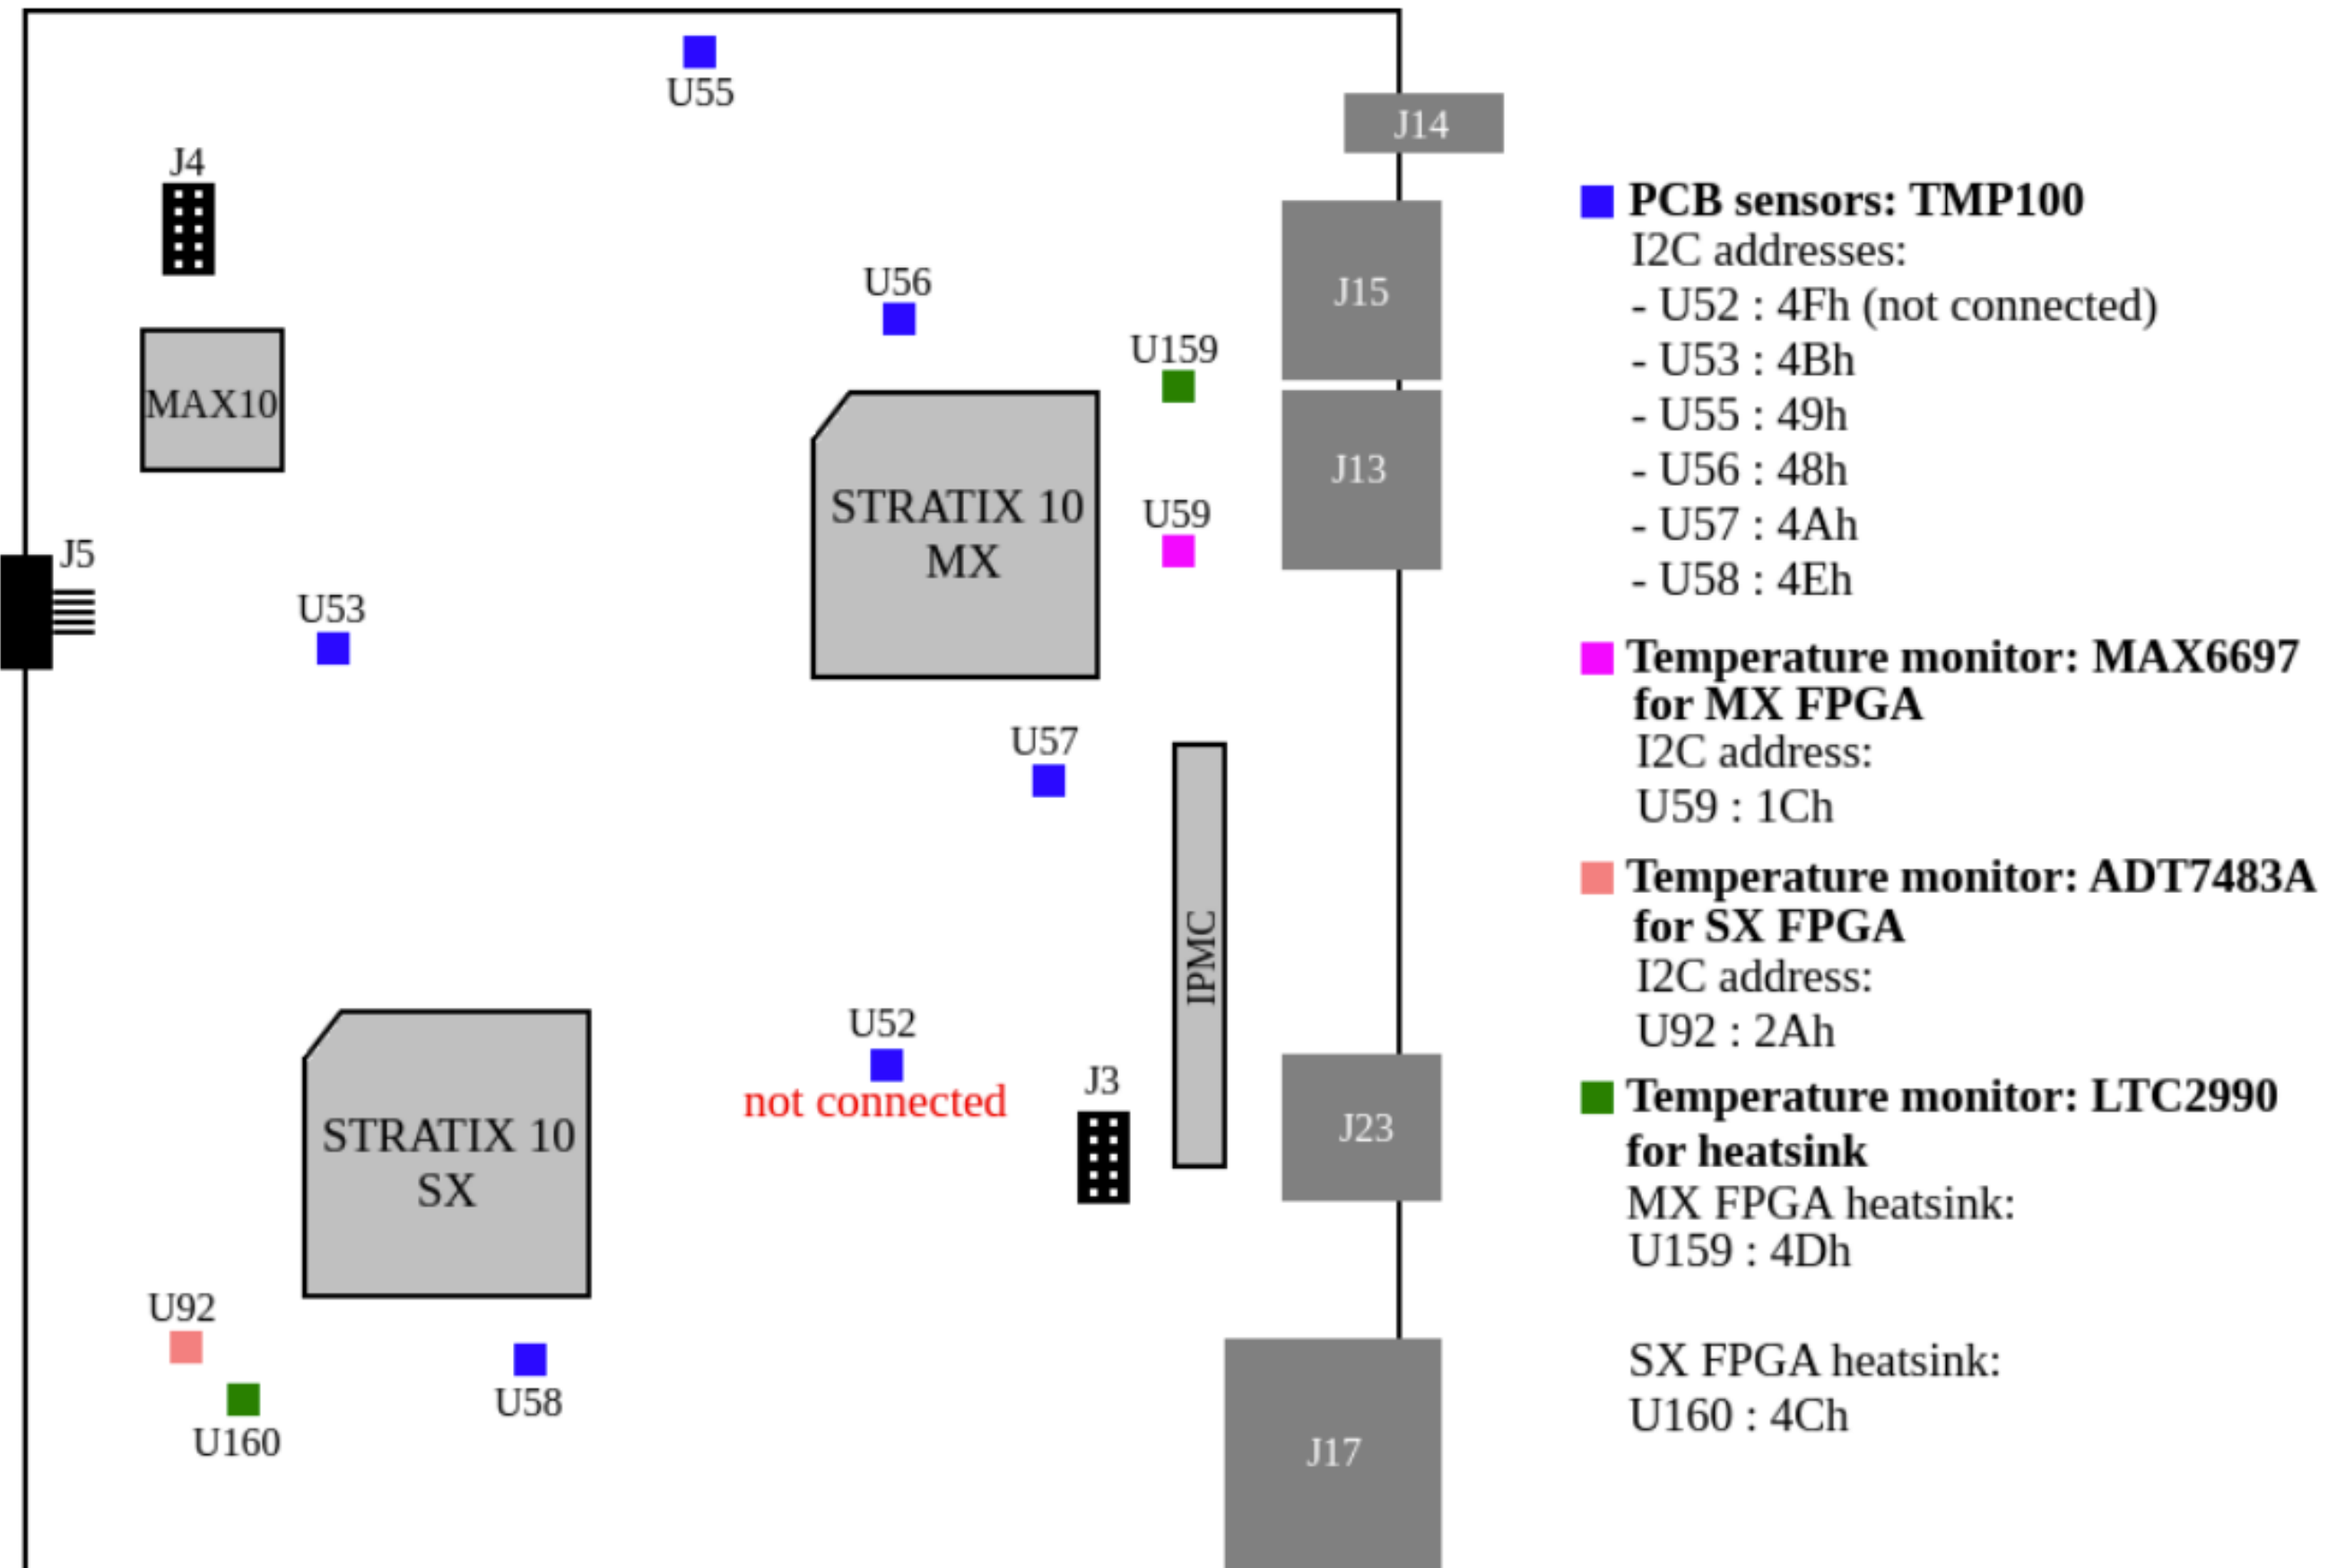 U55
J14
J4
PCB sensors: TMP100
I2C addresses:
- U52 : 4Fh (not connected)
- U53 : 4Bh
- U55 : 49h
- U56 : 48h
- U57 : 4Ah
- U58 : 4Eh
U56
J15
U159
MAX10
J13
STRATIX 10
MX
U59
J5
U53
Temperature monitor: MAX6697
for MX FPGA
I2C address:
U59 : 1Ch
U57
Temperature monitor: ADT7483A
for SX FPGA
I2C address:
U92 : 2Ah
IPMC
U52
not connected
J3
J23
Temperature monitor: LTC2990
for heatsink
MX FPGA heatsink:
U159 : 4Dh
SX FPGA heatsink:
U160 : 4Ch
STRATIX 10
SX
U92
U58
U160
J17